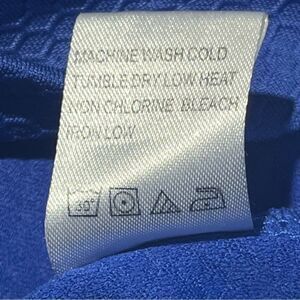 MACHINE WASH COLD
TUMBLE DRY LOW HEAT
NON CHLORINE BLEACH
IRON LOW
30°